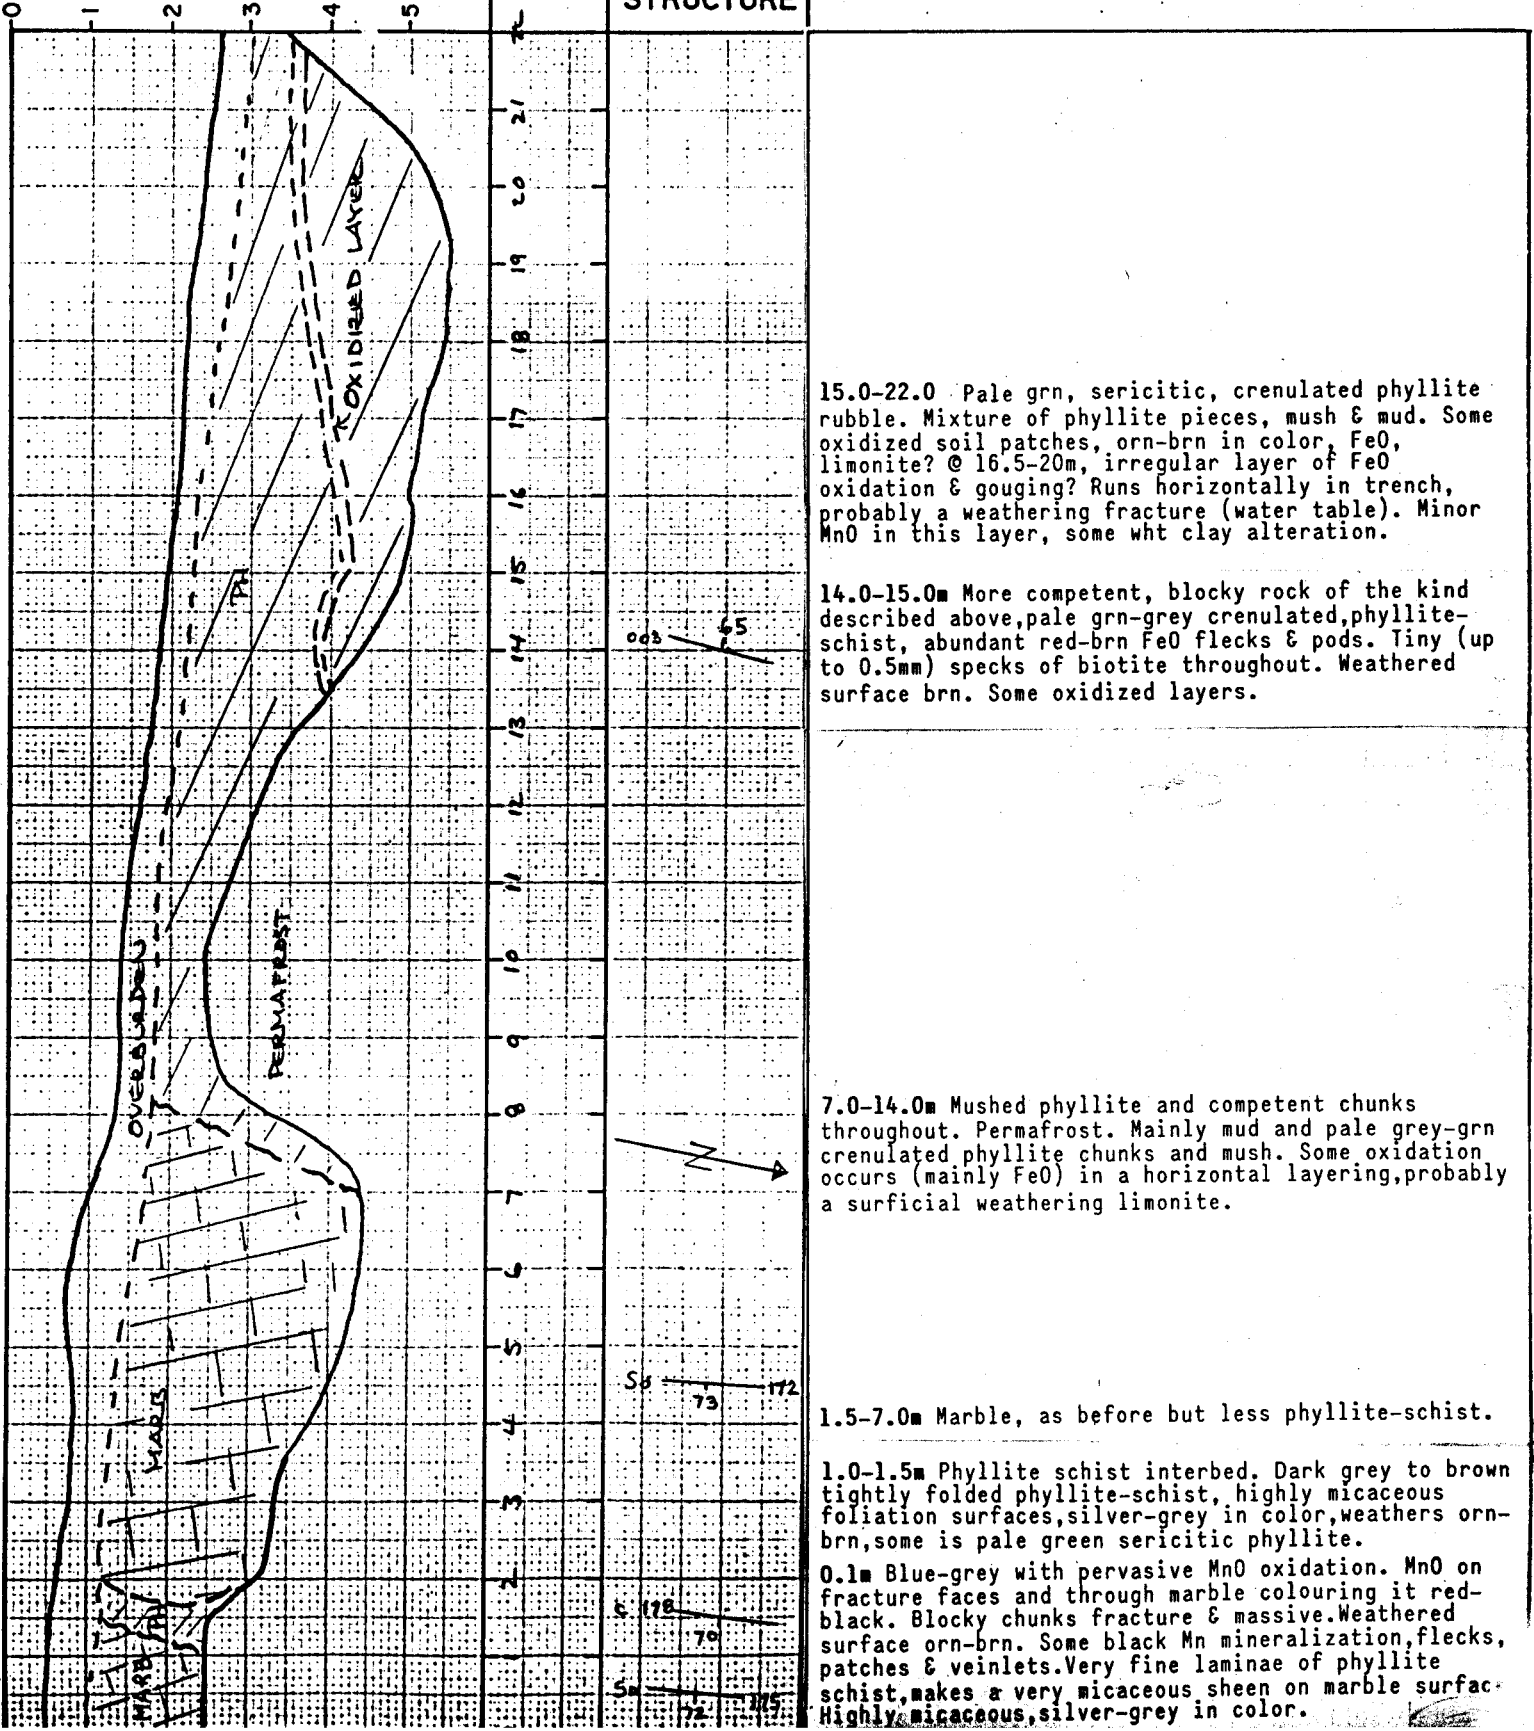 0 1 2 3 4 5
STRUCTURE
22
21
20
19
18
17
16
15
14
13
12
11
10
9
8
7
6
5
4
3
2
1
OXIDIZED LAYER
PH
OVERBURDEN
PERMAFROST
MARB
PH
MARB
003 65
So 73 172
178 70
72 175
15.0-22.0 Pale grn, sericitic, crenulated phyllite
rubble. Mixture of phyllite pieces, mush & mud. Some
oxidized soil patches, orn-brn in color, FeO,
limonite? @ 16.5-20m, irregular layer of FeO
oxidation & gouging? Runs horizontally in trench,
probably a weathering fracture (water table). Minor
MnO in this layer, some wht clay alteration.
14.0-15.0m More competent, blocky rock of the kind
described above,pale grn-grey crenulated,phyllite-
schist, abundant red-brn FeO flecks & pods. Tiny (up
to 0.5mm) specks of biotite throughout. Weathered
surface brn. Some oxidized layers.
7.0-14.0m Mushed phyllite and competent chunks
throughout. Permafrost. Mainly mud and pale grey-grn
crenulated phyllite chunks and mush. Some oxidation
occurs (mainly FeO) in a horizontal layering,probably
a surficial weathering limonite.
1.5-7.0m Marble, as before but less phyllite-schist.
1.0-1.5m Phyllite schist interbed. Dark grey to brown
tightly folded phyllite-schist, highly micaceous
foliation surfaces,silver-grey in color,weathers orn-
brn,some is pale green sericitic phyllite.
0.1m Blue-grey with pervasive MnO oxidation. MnO on
fracture faces and through marble colouring it red-
black. Blocky chunks fracture & massive.Weathered
surface orn-brn. Some black Mn mineralization,flecks,
patches & veinlets.Very fine laminae of phyllite
schist,makes a very micaceous sheen on marble surfac
Highly micaceous,silver-grey in color.